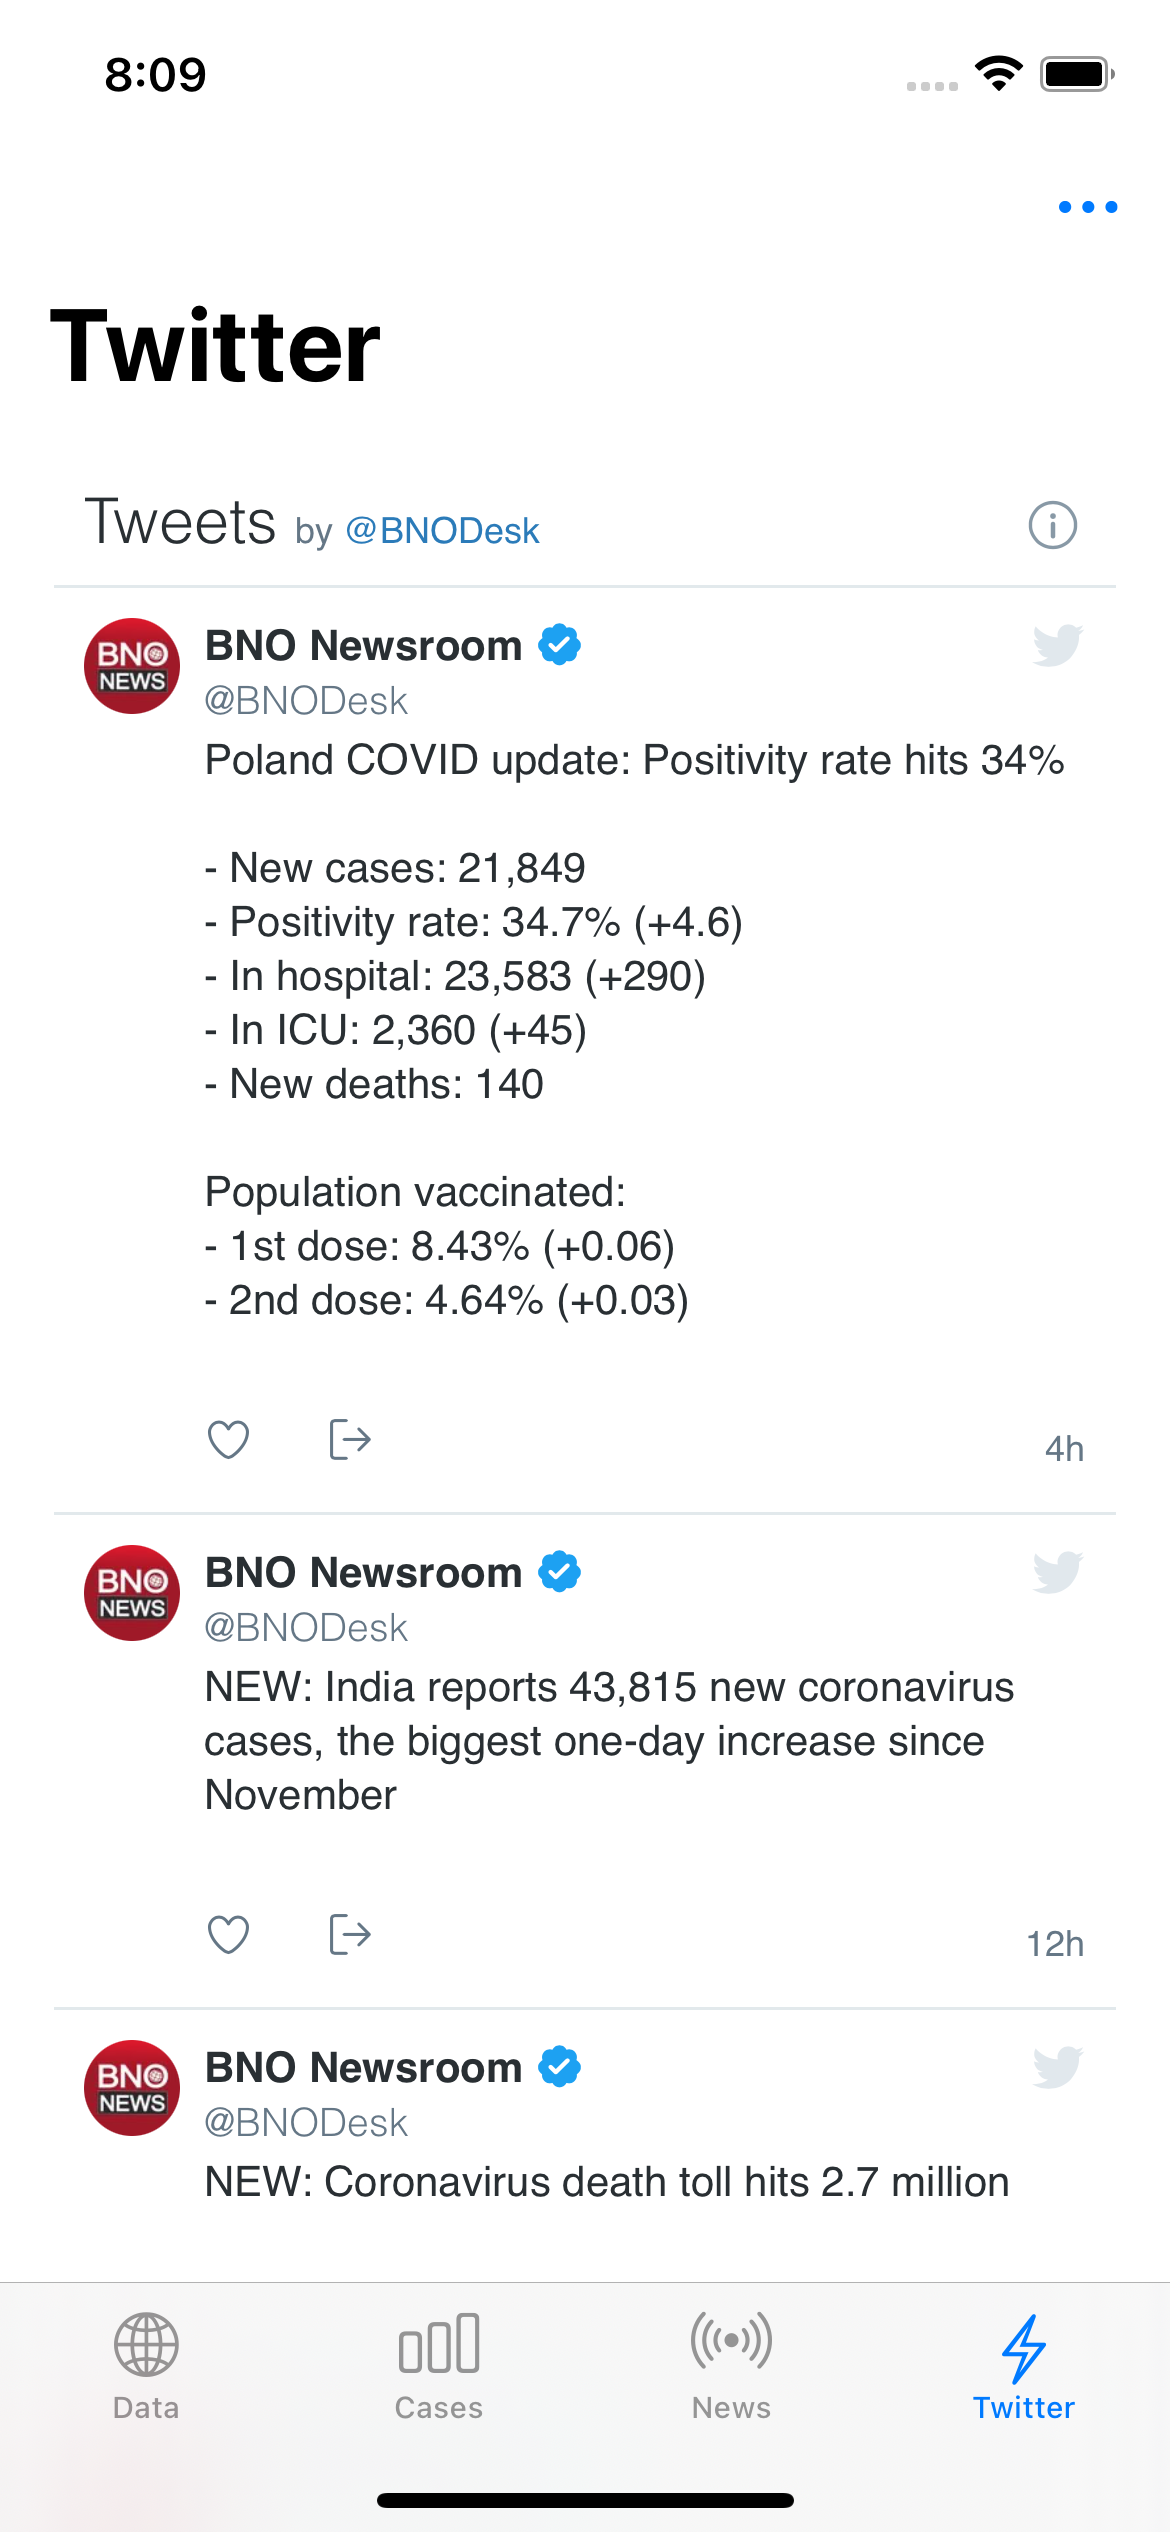 8:09
Twitter
Tweets by @BNODesk
BNO NEWS
BNO Newsroom
@BNODesk
Poland COVID update: Positivity rate hits 34%
- New cases: 21,849
- Positivity rate: 34.7% (+4.6)
- In hospital: 23,583 (+290)
- In ICU: 2,360 (+45)
- New deaths: 140
Population vaccinated:
- 1st dose: 8.43% (+0.06)
- 2nd dose: 4.64% (+0.03)
4h
BNO NEWS
BNO Newsroom
@BNODesk
NEW: India reports 43,815 new coronavirus
cases, the biggest one-day increase since
November
12h
BNO NEWS
BNO Newsroom
@BNODesk
NEW: Coronavirus death toll hits 2.7 million
Data Cases News Twitter